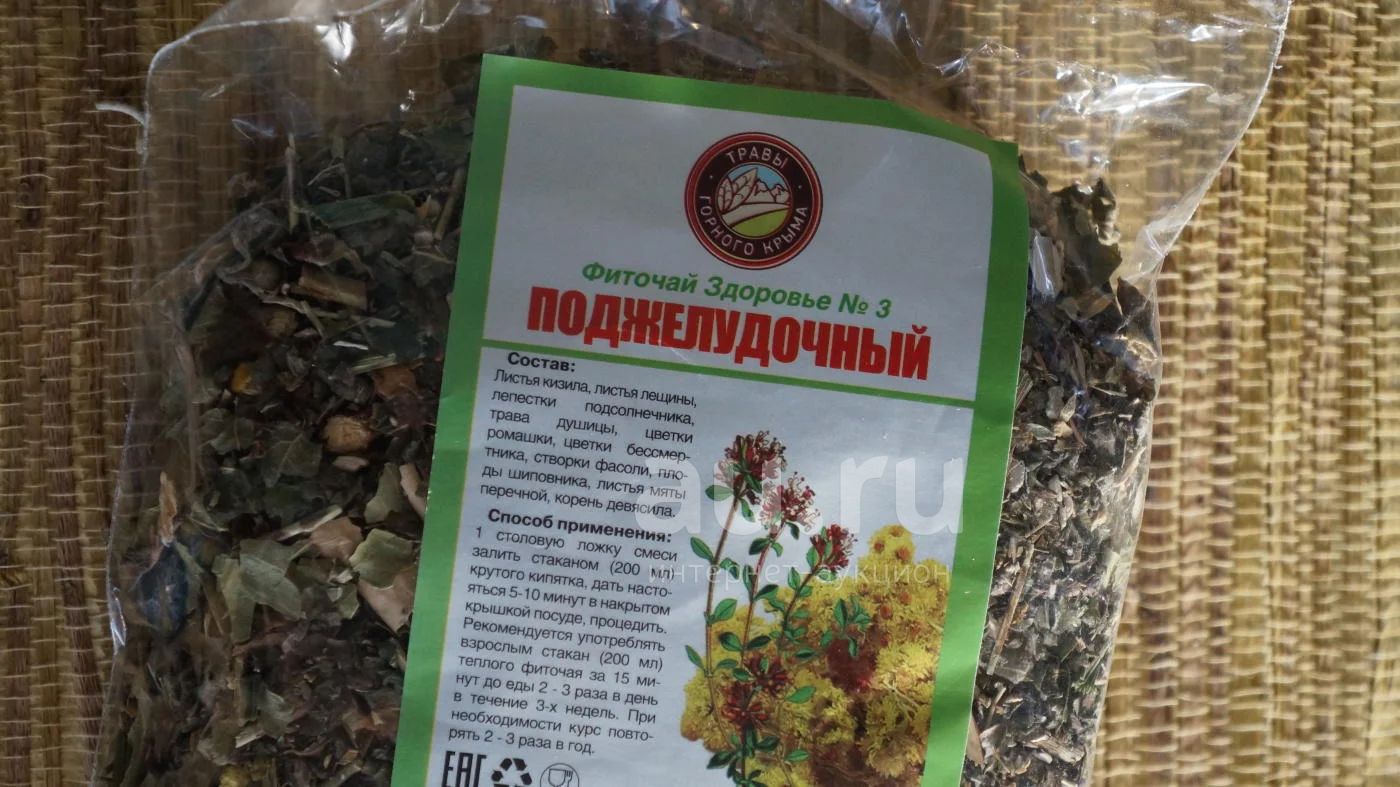 ТРАВЫ
ГОРНОГО КРЫМА
Фиточай Здоровье № 3
ПОДЖЕЛУДОЧНЫЙ
Состав:
Листья кизила, листья лещины,
лепестки подсолнечника,
трава душицы, цветки
ромашки, цветки бессмер-
тника, створки фасоли, пло-
ды шиповника, листья мяты
перечной, корень девясила.
Способ применения:
1 столовую ложку смеси
залить стаканом (200 мл)
крутого кипятка, дать насто-
яться 5-10 минут в накрытом
крышкой посуде, процедить.
Рекомендуется употреблять
взрослым стакан (200 мл)
теплого фиточая за 15 ми-
нут до еды 2 - 3 раза в день
в течение 3-х недель. При
необходимости курс повто-
рять 2 - 3 раза в год.
EAC
au.ru
интернет-аукцион